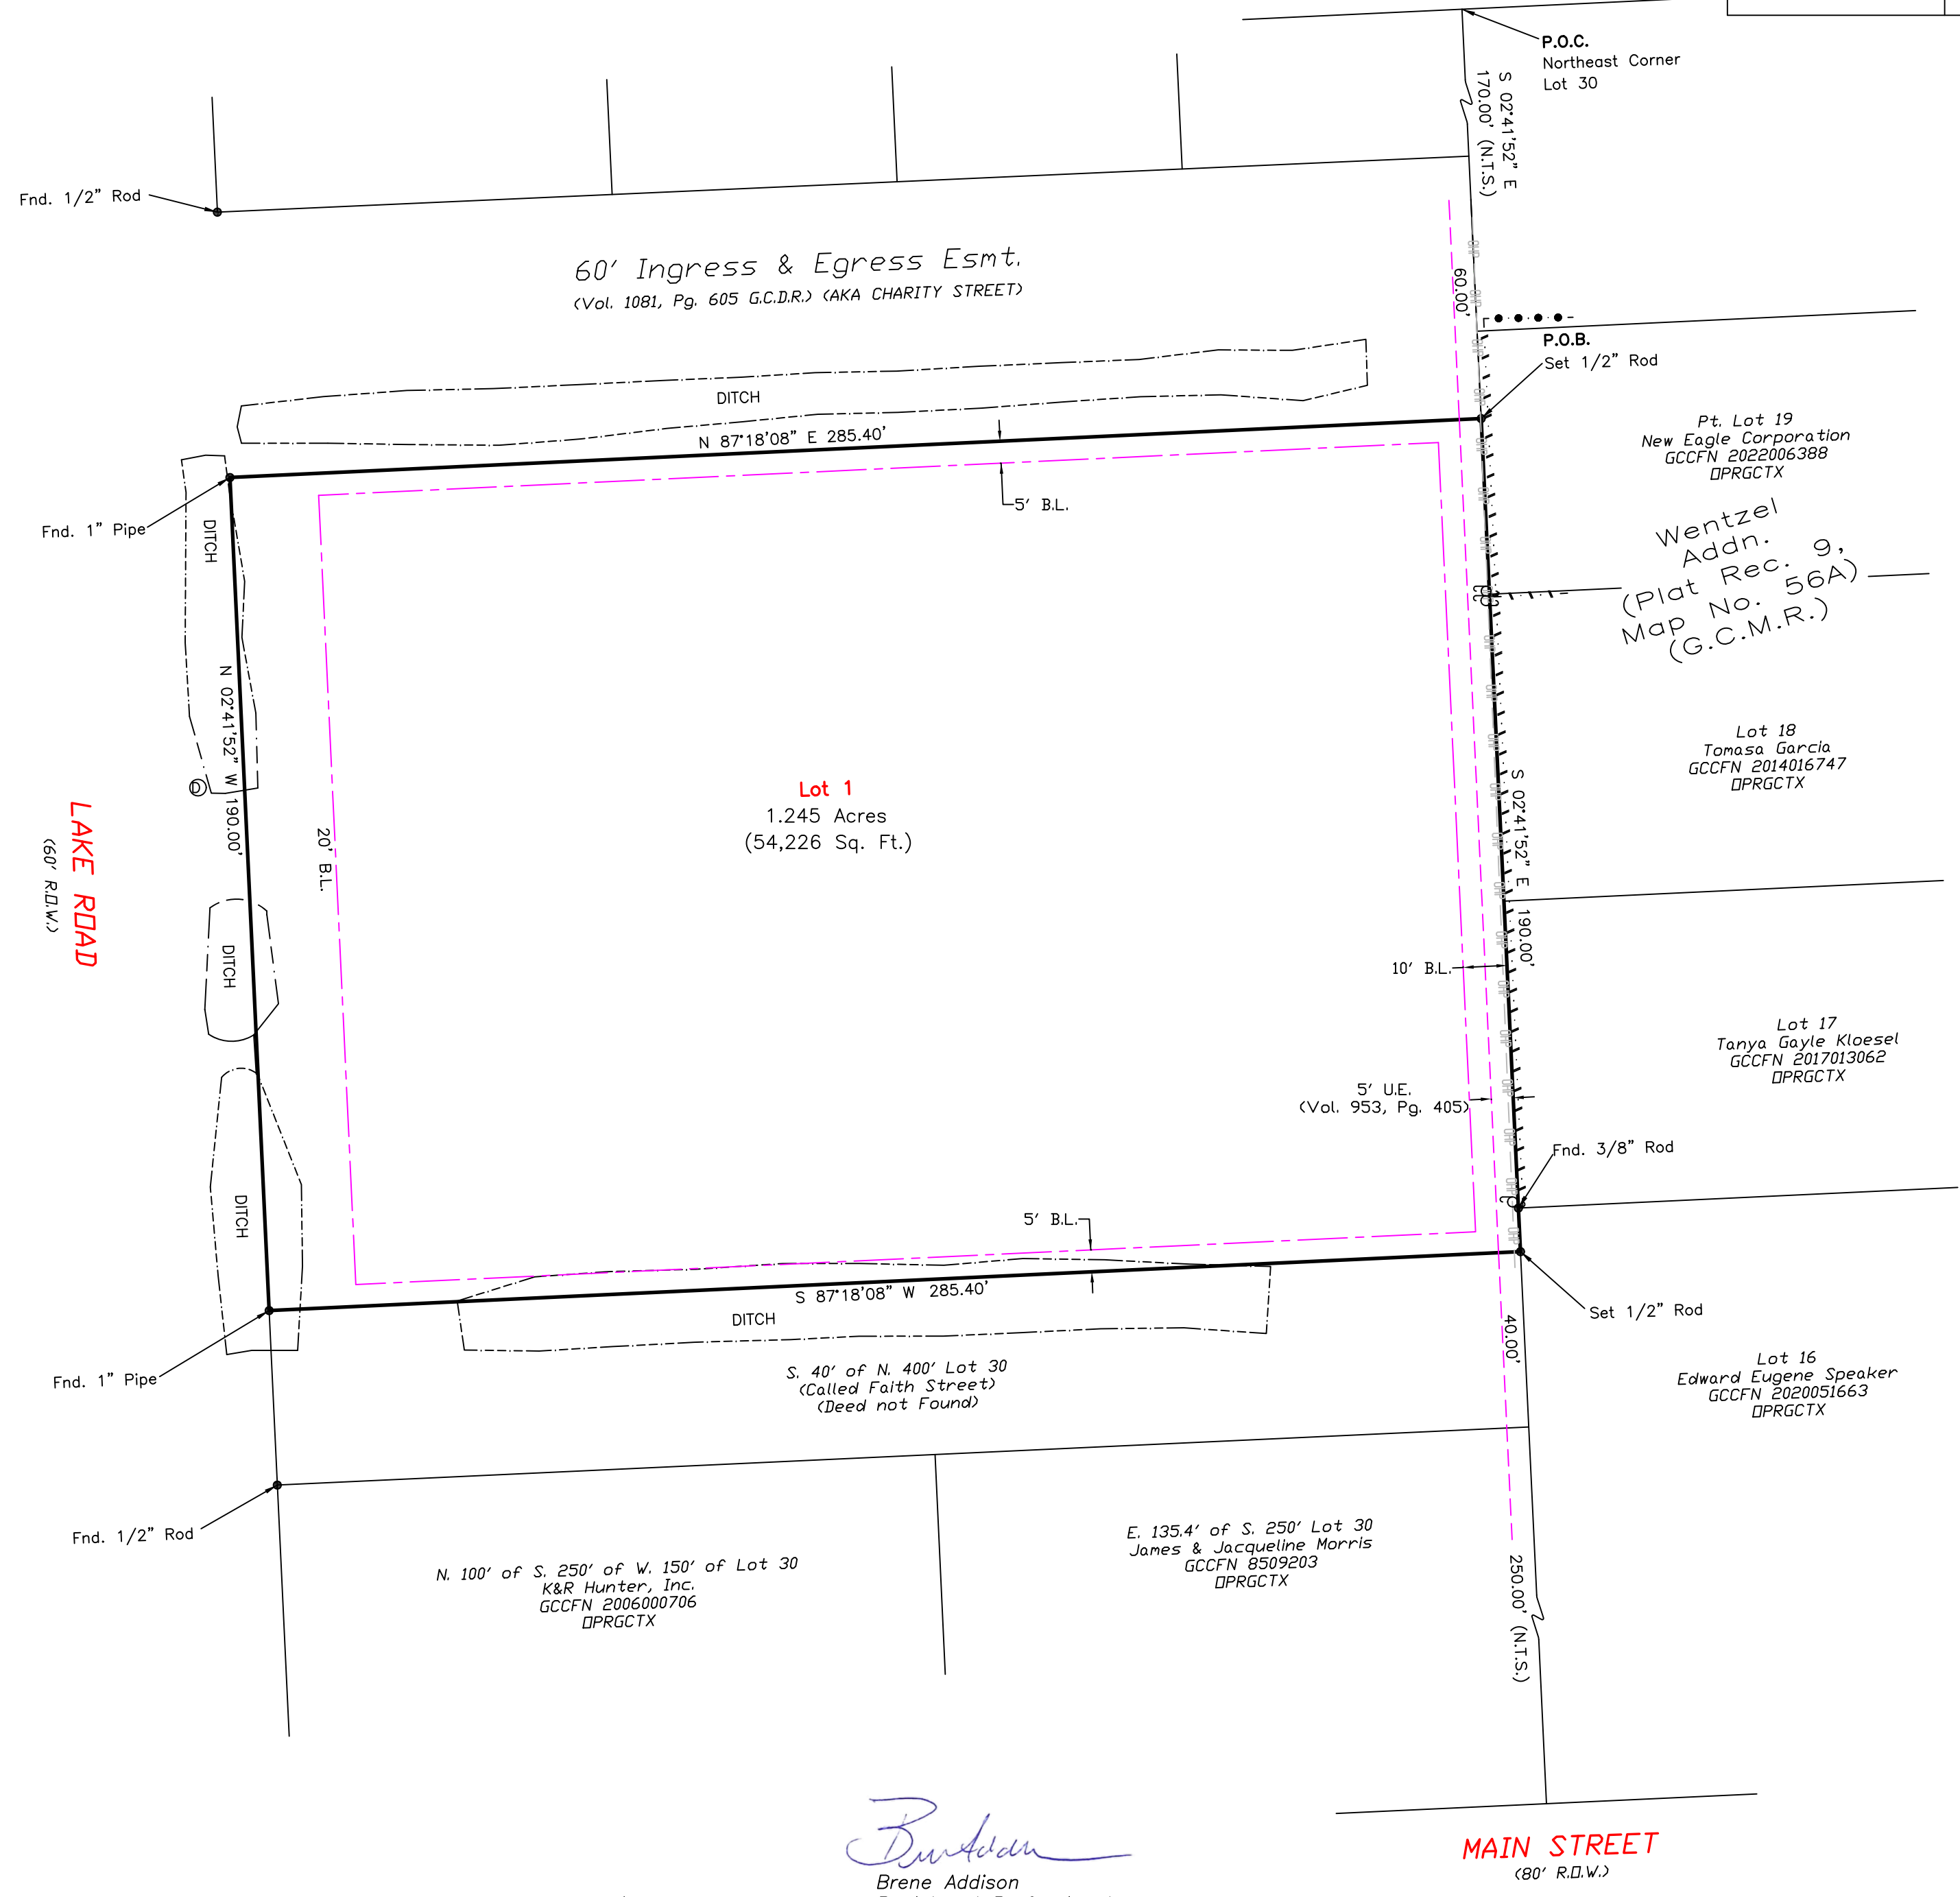 P.O.C.
Northeast Corner
Lot 30
S 02°41'52" E
170.00' (N.T.S.)
Fnd. 1/2" Rod
60' Ingress & Egress Esmt.
(Vol. 1081, Pg. 605 G.C.D.R.) (AKA CHARITY STREET)
60.00'
P.O.B.
Set 1/2" Rod
DITCH
N 87°18'08" E 285.40'
5' B.L.
Fnd. 1" Pipe
DITCH
Pt. Lot 19
New Eagle Corporation
GCCFN 2022006388
OPRGCTX
Wentzel
Addn.
(Plat Rec. 9,
Map No. 56A)
(G.C.M.R.)
N 02°41'52" W 190.00'
D
LAKE ROAD
(60' R.O.W.)
20' B.L.
Lot 1
1.245 Acres
(54,226 Sq. Ft.)
Lot 18
Tomasa Garcia
GCCFN 2014016747
OPRGCTX
S 02°41'52" E 190.00'
OHP
DITCH
10' B.L.
Lot 17
Tanya Gayle Kloesel
GCCFN 2017013062
OPRGCTX
5' U.E.
(Vol. 953, Pg. 405)
Fnd. 3/8" Rod
DITCH
5' B.L.
S 87°18'08" W 285.40'
DITCH
Set 1/2" Rod
40.00'
Fnd. 1" Pipe
S. 40' of N. 400' Lot 30
(Called Faith Street)
(Deed not Found)
Lot 16
Edward Eugene Speaker
GCCFN 2020051663
OPRGCTX
Fnd. 1/2" Rod
N. 100' of S. 250' of W. 150' of Lot 30
K&R Hunter, Inc.
GCCFN 2006000706
OPRGCTX
E. 135.4' of S. 250' Lot 30
James & Jacqueline Morris
GCCFN 8509203
OPRGCTX
250.00' (N.T.S.)
MAIN STREET
(80' R.O.W.)
Brene Addison